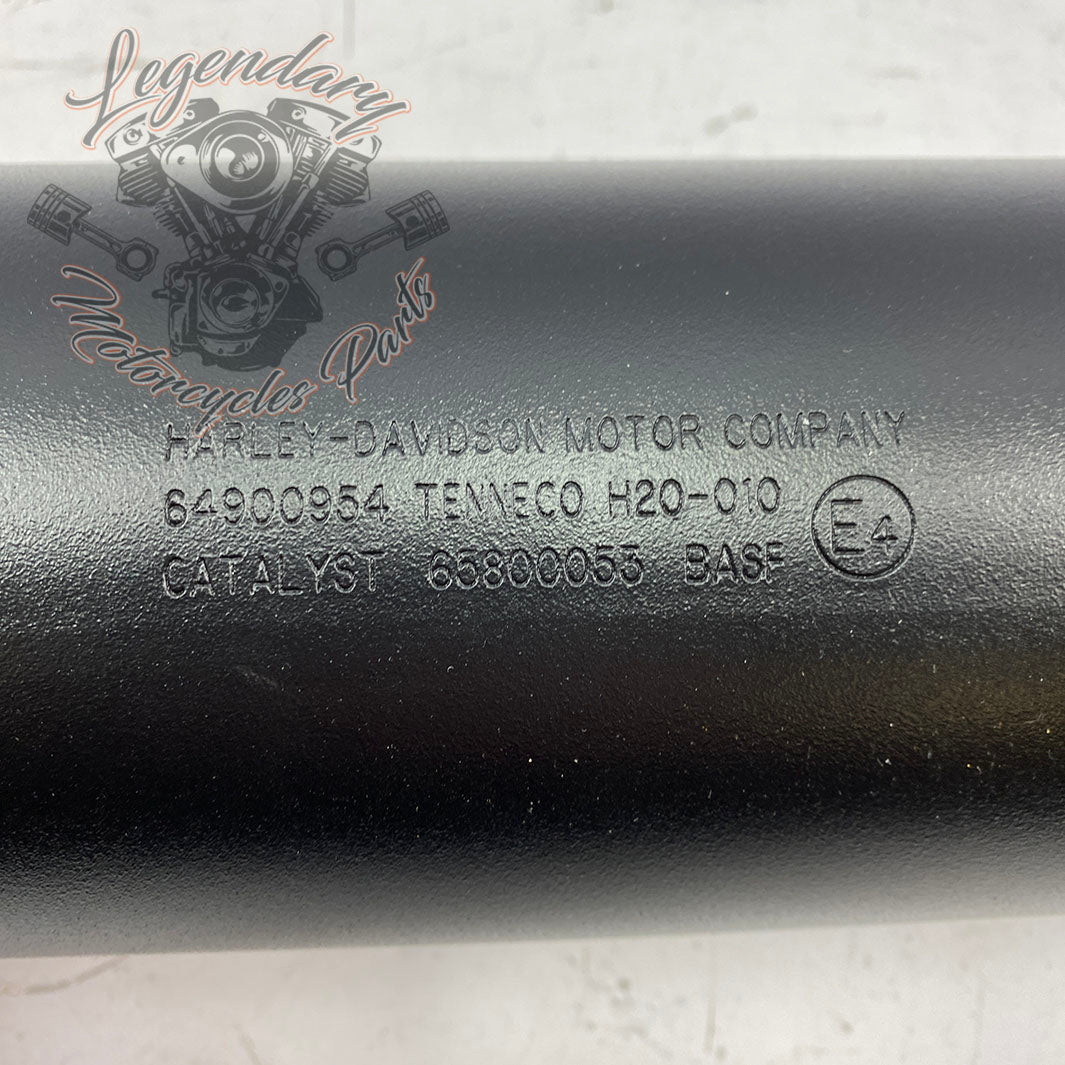 Legendary
Motorcycles Parts
HARLEY-DAVIDSON MOTOR COMPANY
64900954 TENNECO H20-010
E4
CATALYST 65800053 BASF